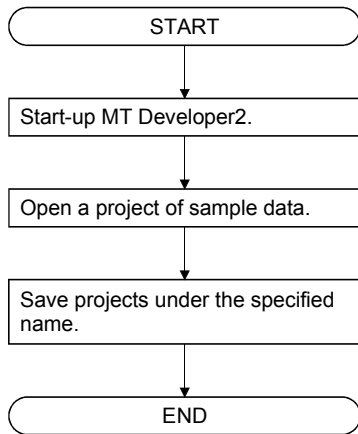 START
Start-up MT Developer2.
Open a project of sample data.
Save projects under the specified
name.
END